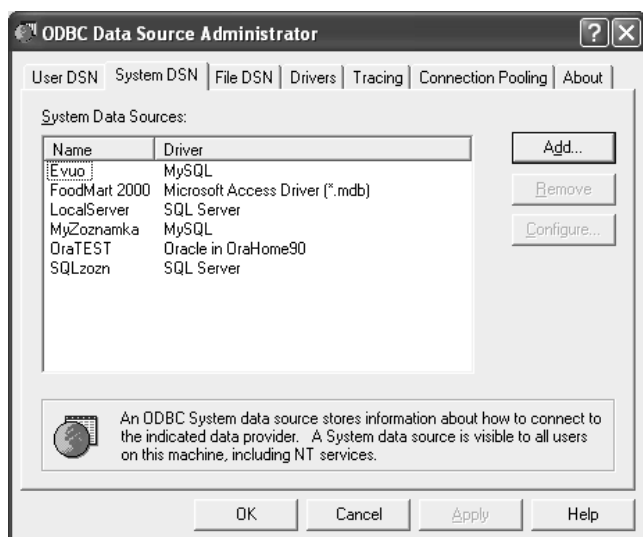 ODBC Data Source Administrator
User DSN System DSN File DSN Drivers Tracing Connection Pooling About
System Data Sources:
Name Driver
Evuo MySQL
FoodMart 2000 Microsoft Access Driver (*.mdb)
LocalServer SQL Server
MyZoznamka MySQL
OraTEST Oracle in OraHome90
SQLzozn SQL Server
Add...
Remove
Configure...
An ODBC System data source stores information about how to connect to
the indicated data provider. A System data source is visible to all users
on this machine, including NT services.
OK Cancel Apply Help